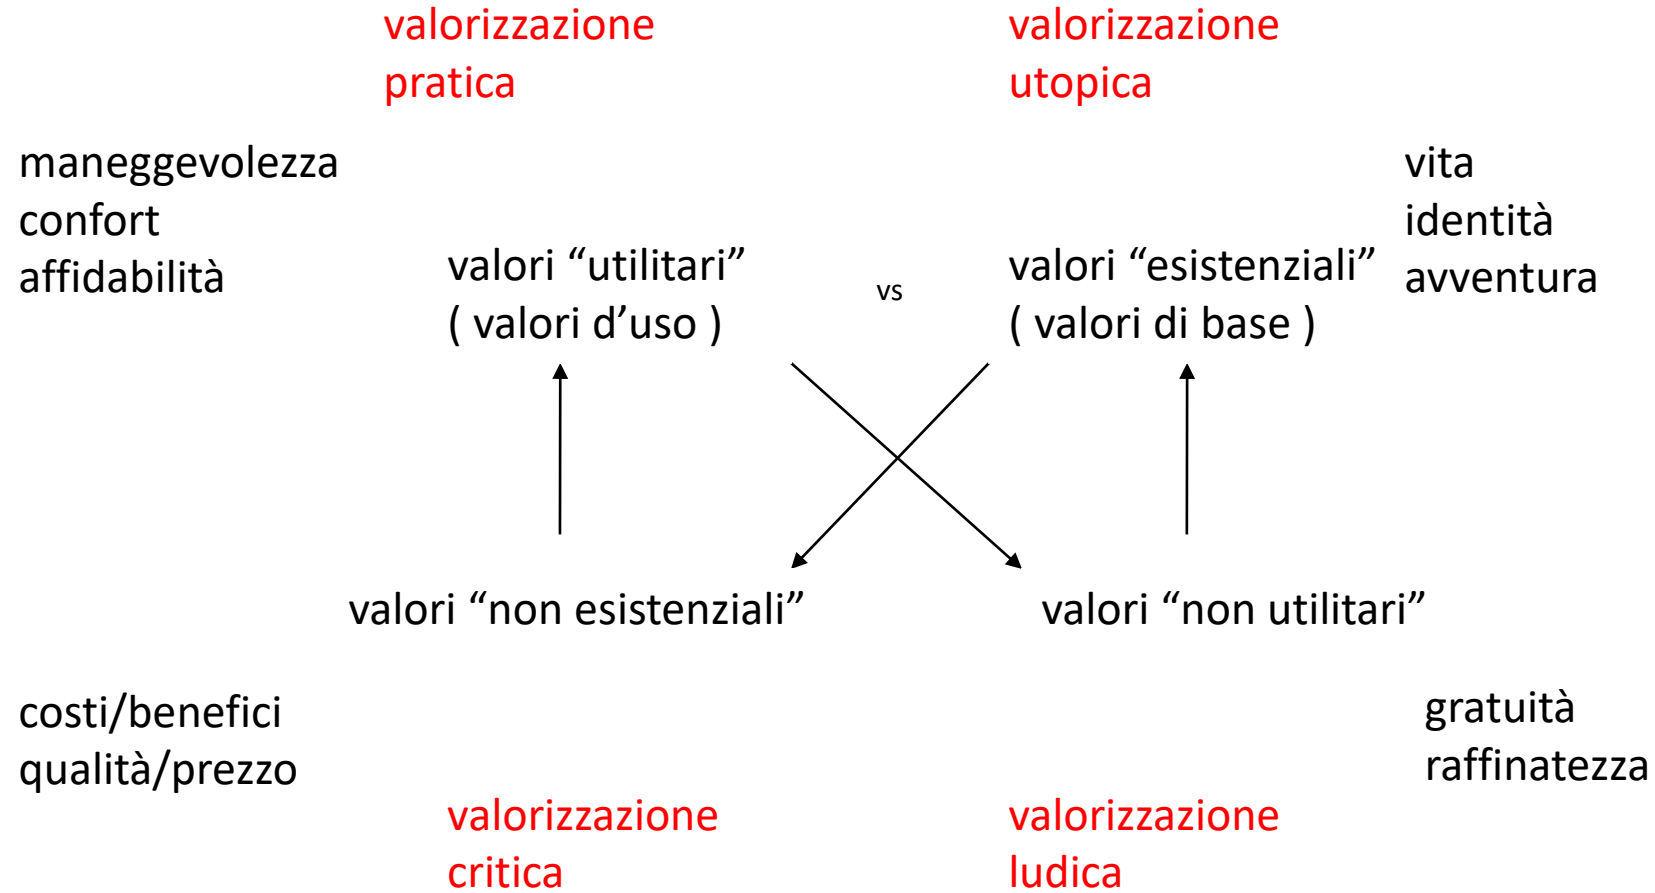 valorizzazione
pratica
valorizzazione
utopica
maneggevolezza
confort
affidabilità
valori “utilitari”
( valori d’uso )
vs
valori “esistenziali”
( valori di base )
vita
identità
avventura
valori “non esistenziali”
valori “non utilitari”
costi/benefici
qualità/prezzo
gratuità
raffinatezza
valorizzazione
critica
valorizzazione
ludica